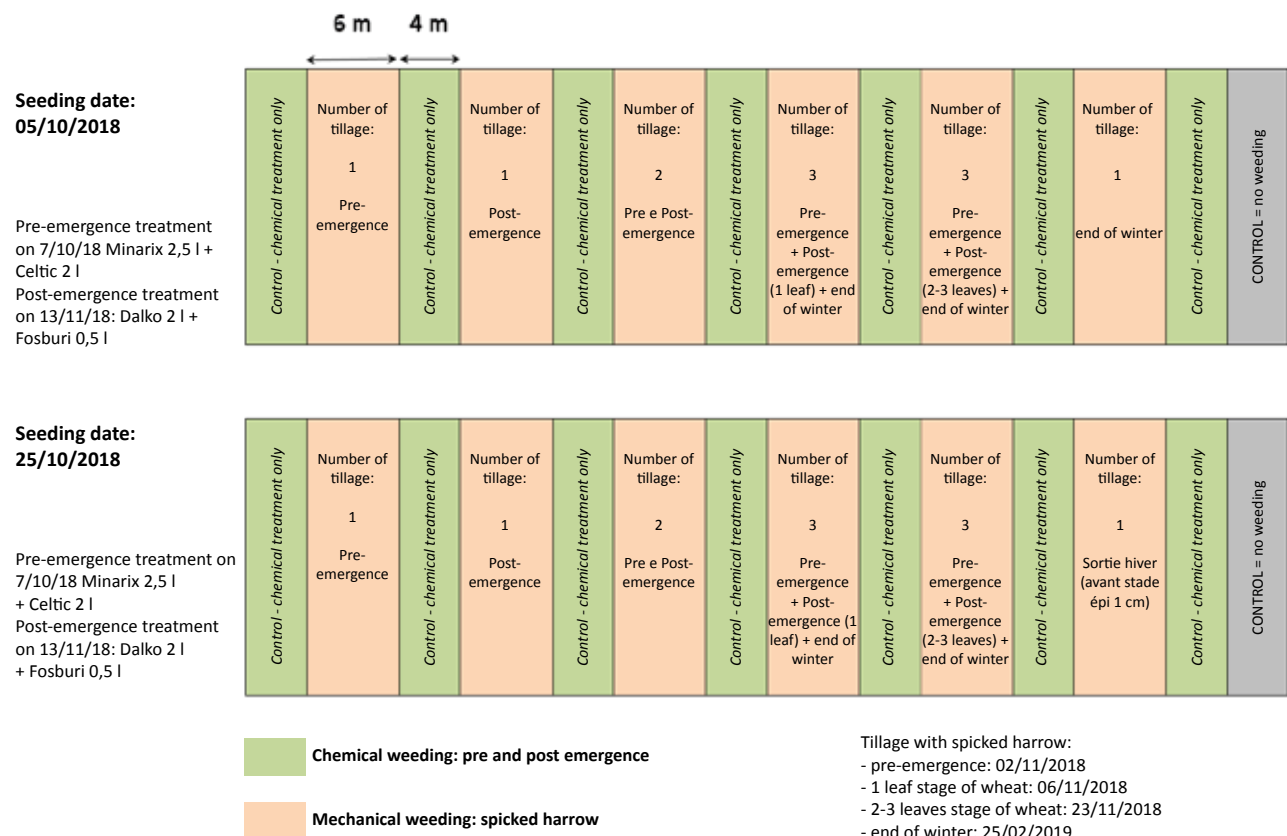 6 m
4 m
Seeding date:
05/10/2018
Pre-emergence treatment
on 7/10/18 Minarix 2,5 l +
Celtic 2 l
Post-emergence treatment
on 13/11/18: Dalko 2 l +
Fosburi 0,5 l
Control - chemical treatment only
Number of
tillage:
1
Pre-
emergence
Control - chemical treatment only
Number of
tillage:
1
Post-
emergence
Control - chemical treatment only
Number of
tillage:
2
Pre e Post-
emergence
Control - chemical treatment only
Number of
tillage:
3
Pre-
emergence
+ Post-
emergence
(1 leaf) + end
of winter
Control - chemical treatment only
Number of
tillage:
3
Pre-
emergence
+ Post-
emergence
(2-3 leaves) +
end of winter
Control - chemical treatment only
Number of
tillage:
1
end of winter
Control - chemical treatment only
CONTROL = no weeding
Seeding date:
25/10/2018
Pre-emergence treatment on
7/10/18 Minarix 2,5 l
+ Celtic 2 l
Post-emergence treatment
on 13/11/18: Dalko 2 l
+ Fosburi 0,5 l
Control - chemical treatment only
Number of
tillage:
1
Pre-
emergence
Control - chemical treatment only
Number of
tillage:
1
Post-
emergence
Control - chemical treatment only
Number of
tillage:
2
Pre e Post-
emergence
Control - chemical treatment only
Number of
tillage:
3
Pre-
emergence
+ Post-
emergence (1
leaf) + end of
winter
Control - chemical treatment only
Number of
tillage:
3
Pre-
emergence
+ Post-
emergence
(2-3 leaves) +
end of winter
Control - chemical treatment only
Number of
tillage:
1
Sortie hiver
(avant stade
épi 1 cm)
Control - chemical treatment only
CONTROL = no weeding
Chemical weeding: pre and post emergence
Mechanical weeding: spicked harrow
Tillage with spicked harrow:
- pre-emergence: 02/11/2018
- 1 leaf stage of wheat: 06/11/2018
- 2-3 leaves stage of wheat: 23/11/2018
- end of winter: 25/02/2019